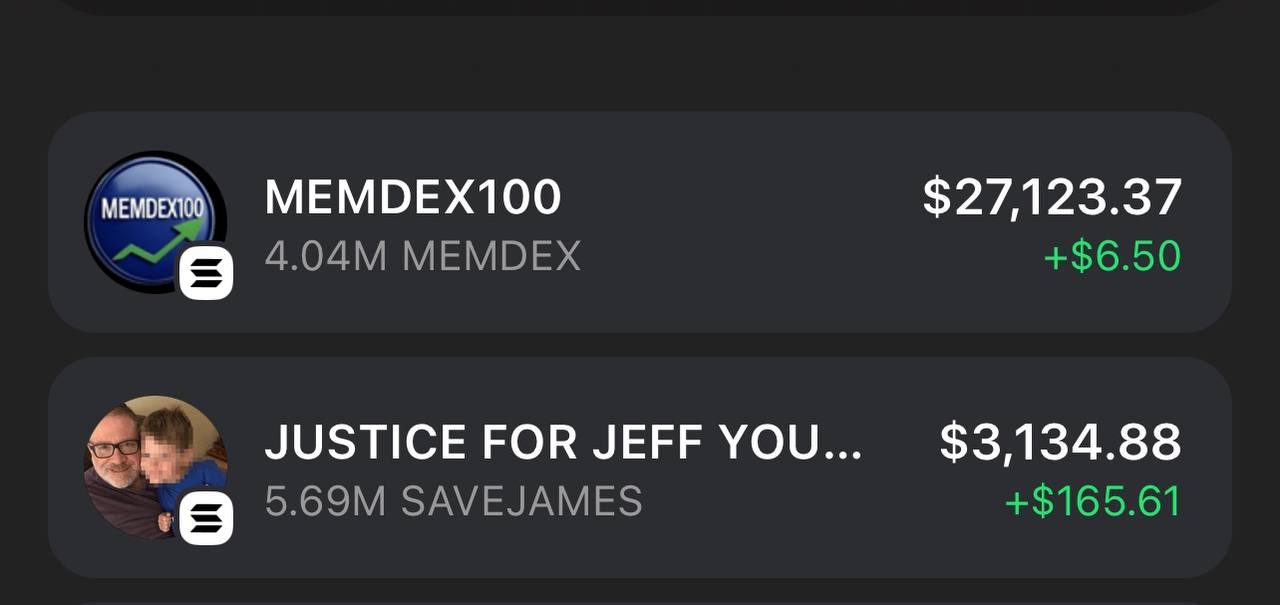 MEMDEX100
MEMDEX100
$27,123.37
4.04M MEMDEX
+$6.50
JUSTICE FOR JEFF YOU...
$3,134.88
5.69M SAVEJAMES
+$165.61